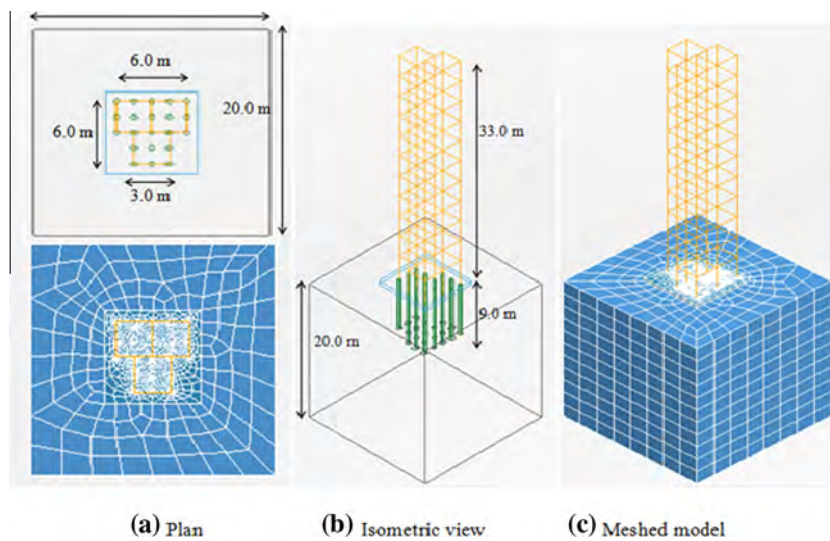 6.0 m
20.0 m
6.0 m
3.0 m
33.0 m
9.0 m
20.0 m
(a) Plan
(b) Isometric view
(c) Meshed model